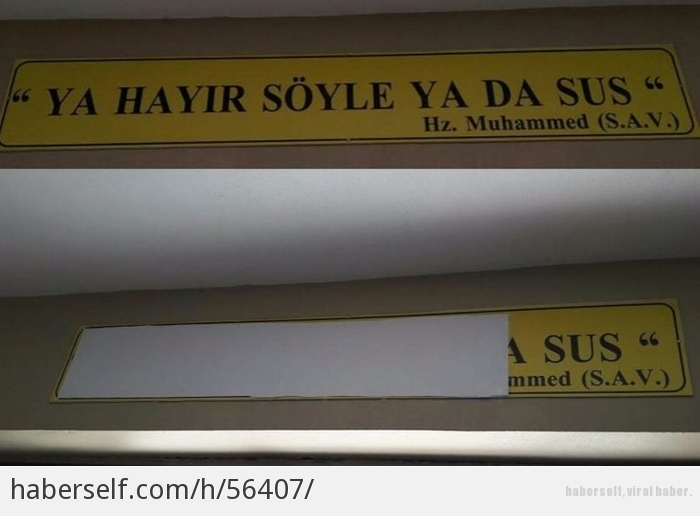 “ YA HAYIR SÖYLE YA DA SUS “
Hz. Muhammed (S.A.V.)
A SUS “
mmed (S.A.V.)
haberself.com/h/56407/
haberself, viral haber.